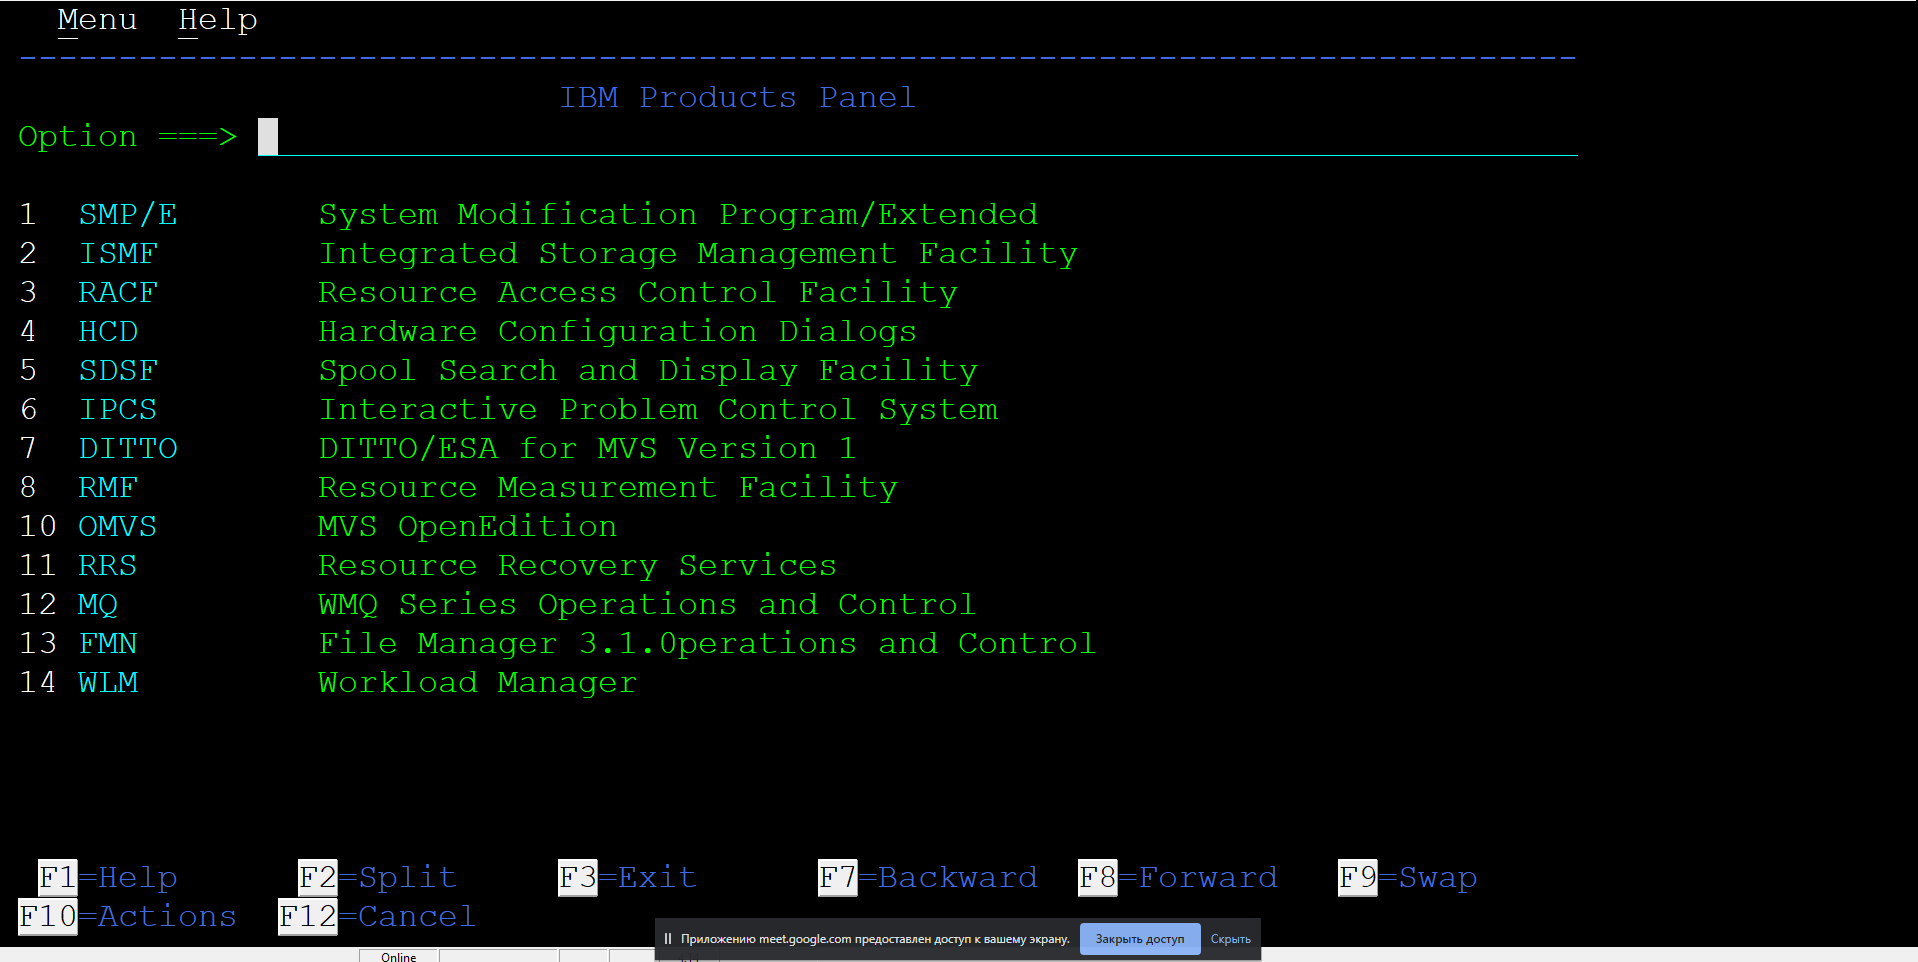 Menu  Help
--------------------------------------------------------------------------------
IBM Products Panel
Option ===>
1  SMP/E  System Modification Program/Extended
2  ISMF  Integrated Storage Management Facility
3  RACF  Resource Access Control Facility
4  HCD  Hardware Configuration Dialogs
5  SDSF  Spool Search and Display Facility
6  IPCS  Interactive Problem Control System
7  DITTO  DITTO/ESA for MVS Version 1
8  RMF  Resource Measurement Facility
10 OMVS  MVS OpenEdition
11 RRS  Resource Recovery Services
12 MQ  WMQ Series Operations and Control
13 FMN  File Manager 3.1.0perations and Control
14 WLM  Workload Manager
F1=Help  F2=Split  F3=Exit  F7=Backward  F8=Forward  F9=Swap
F10=Actions  F12=Cancel
Приложению meet.google.com предоставлен доступ к вашему экрану.  Закрыть доступ  Скрыть
Online